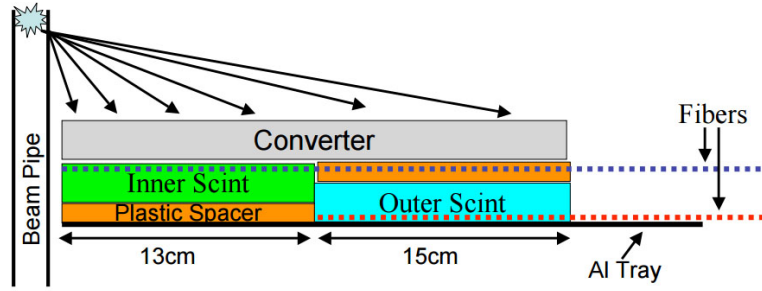 Beam Pipe
Converter
Fibers
Inner Scint
Plastic Spacer
Outer Scint
13cm
15cm
Al Tray